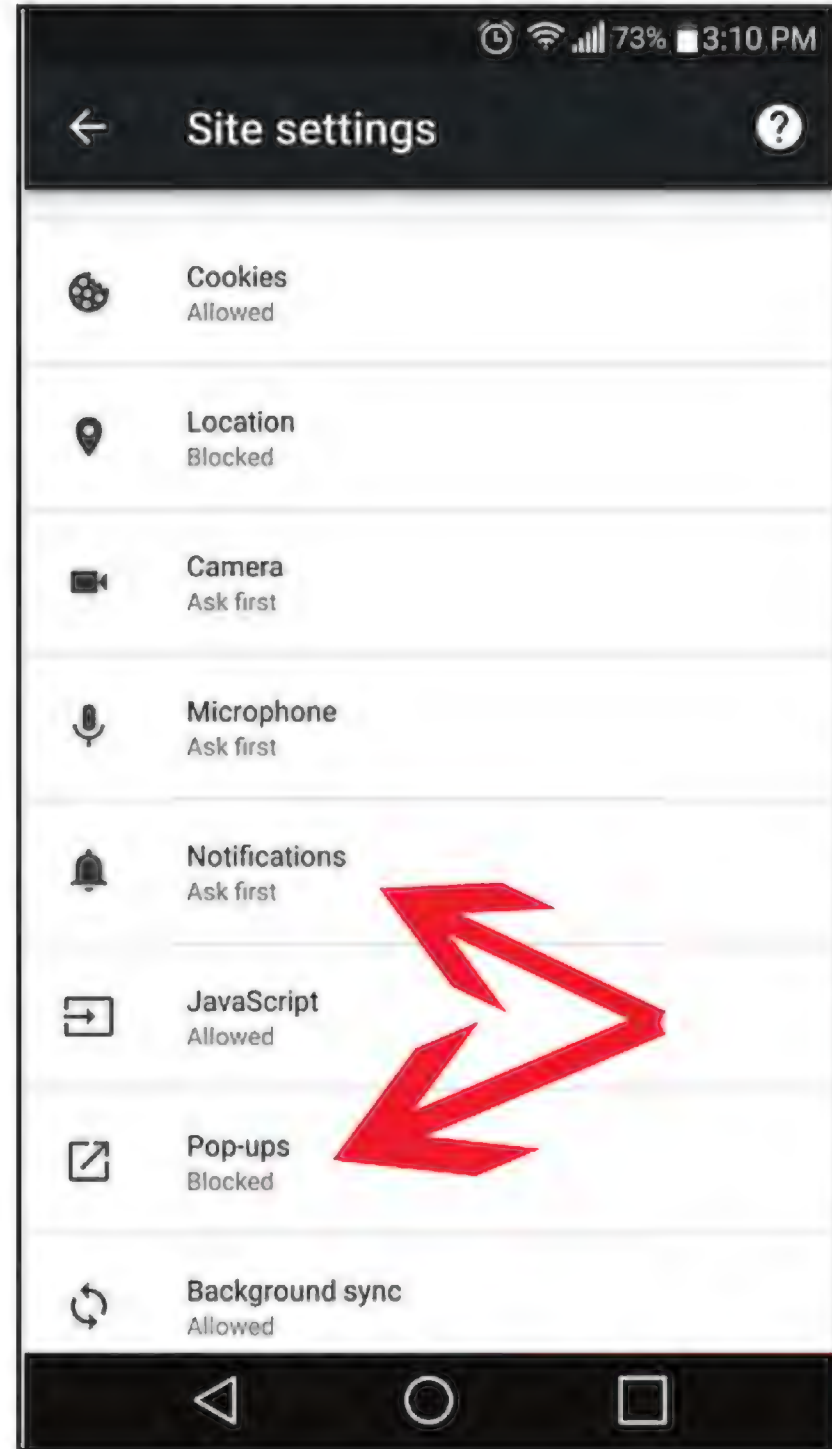 73% 3:10 PM
Site settings
Cookies
Allowed
Location
Blocked
Camera
Ask first
Microphone
Ask first
Notifications
Ask first
JavaScript
Allowed
Pop-ups
Blocked
Background sync
Allowed